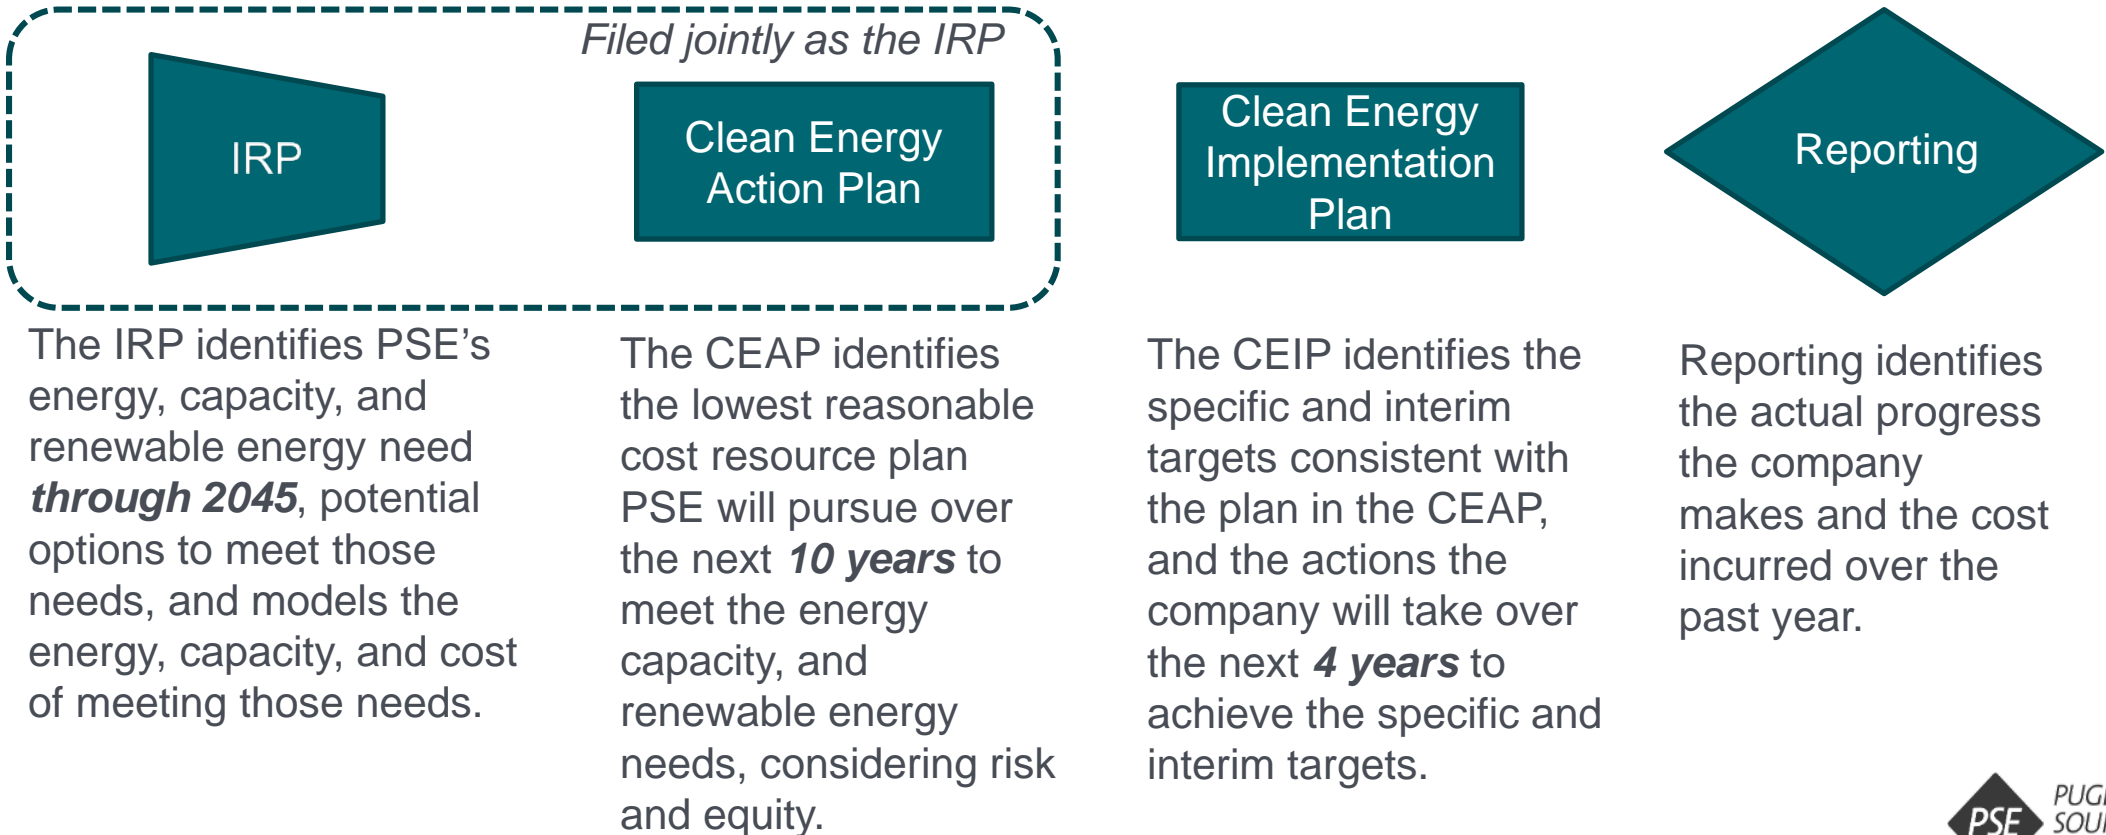 Filed jointly as the IRP
IRP
Clean Energy
Action Plan
Clean Energy
Implementation
Plan
Reporting
The IRP identifies PSE’s
energy, capacity, and
renewable energy need
through 2045, potential
options to meet those
needs, and models the
energy, capacity, and cost
of meeting those needs.
The CEAP identifies
the lowest reasonable
cost resource plan
PSE will pursue over
the next 10 years to
meet the energy
capacity, and
renewable energy
needs, considering risk
and equity.
The CEIP identifies the
specific and interim
targets consistent with
the plan in the CEAP,
and the actions the
company will take over
the next 4 years to
achieve the specific and
interim targets.
Reporting identifies
the actual progress
the company
makes and the cost
incurred over the
past year.
PSE